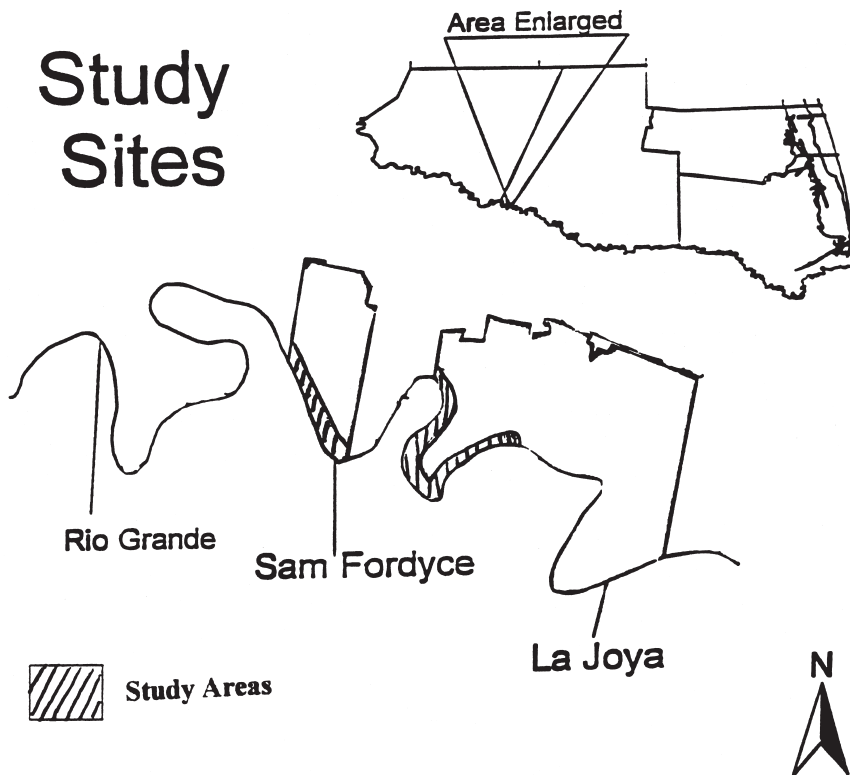 Study
Sites
Area Enlarged
Rio Grande
Sam Fordyce
La Joya
Study Areas
N